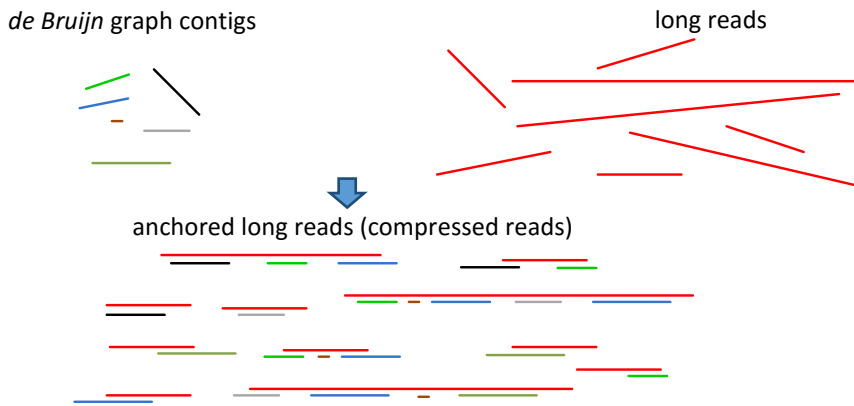 de Bruijn graph contigs
long reads
anchored long reads (compressed reads)